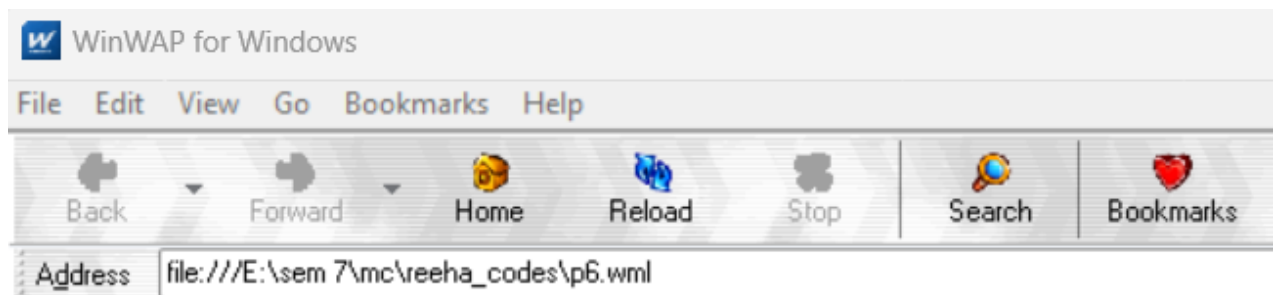 WinWAP for Windows
File Edit View Go Bookmarks Help
Back Forward Home Reload Stop Search Bookmarks
Address file:///E:\sem 7\mc\reeha_codes\p6.wml